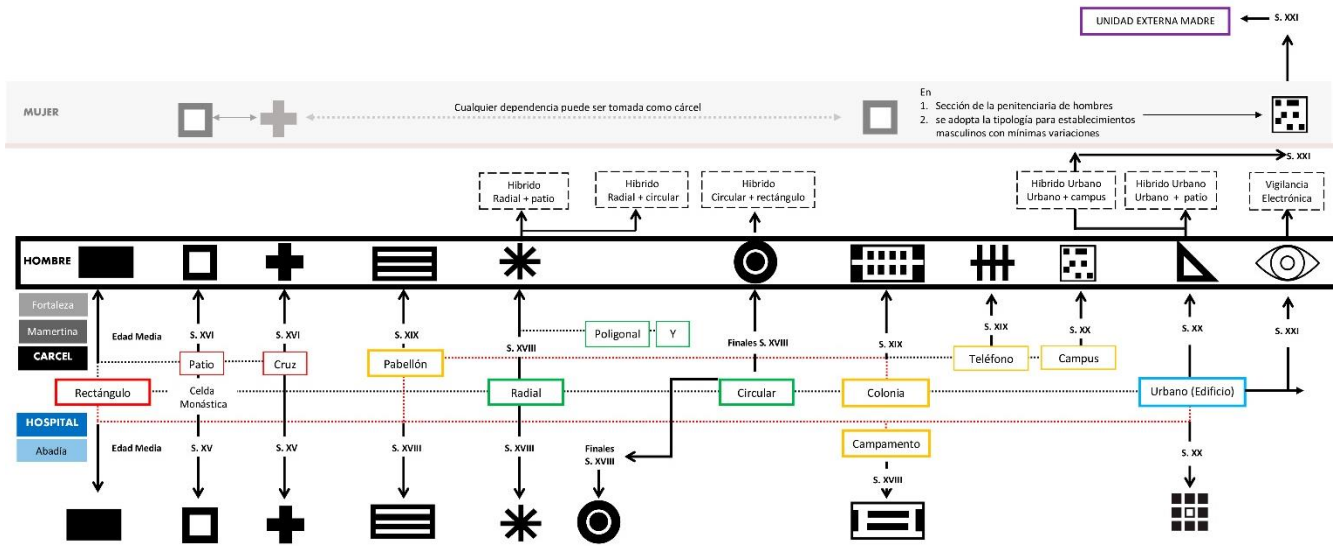 UNIDAD EXTERNA MADRE
S. XXI
MUJER
Cualquier dependencia puede ser tomada como cárcel
En
1. Sección de la penitenciaria de hombres
2. se adopta la tipología para establecimientos
masculinos con mínimas variaciones
S. XXI
Hibrido
Radial + patio
Hibrido
Radial + circular
Hibrido
Circular + rectángulo
Hibrido Urbano
Urbano + campus
Hibrido Urbano
Urbano + patio
Vigilancia
Electrónica
HOMBRE
Fortaleza
Mamertina
CARCEL
Edad Media
S. XVI
S. XVI
S. XIX
S. XVIII
Poligonal
Y
Finales S. XVIII
S. XIX
S. XIX
S. XX
S. XX
S. XXI
Patio
Cruz
Pabellón
Teléfono
Campus
Rectángulo
Celda
Monástica
Radial
Circular
Colonia
Urbano (Edificio)
HOSPITAL
Abadía
Edad Media
S. XV
S. XV
S. XVIII
S. XVIII
Finales
S. XVIII
Campamento
S. XVIII
S. XX